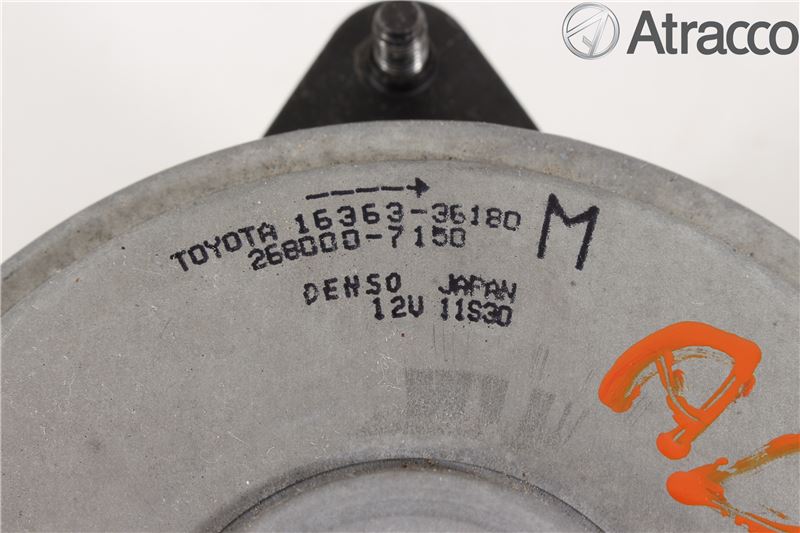 Atracco
TOYOTA 16363-36180
268000-7150
M
DENSO JAPAN
12V 11S30